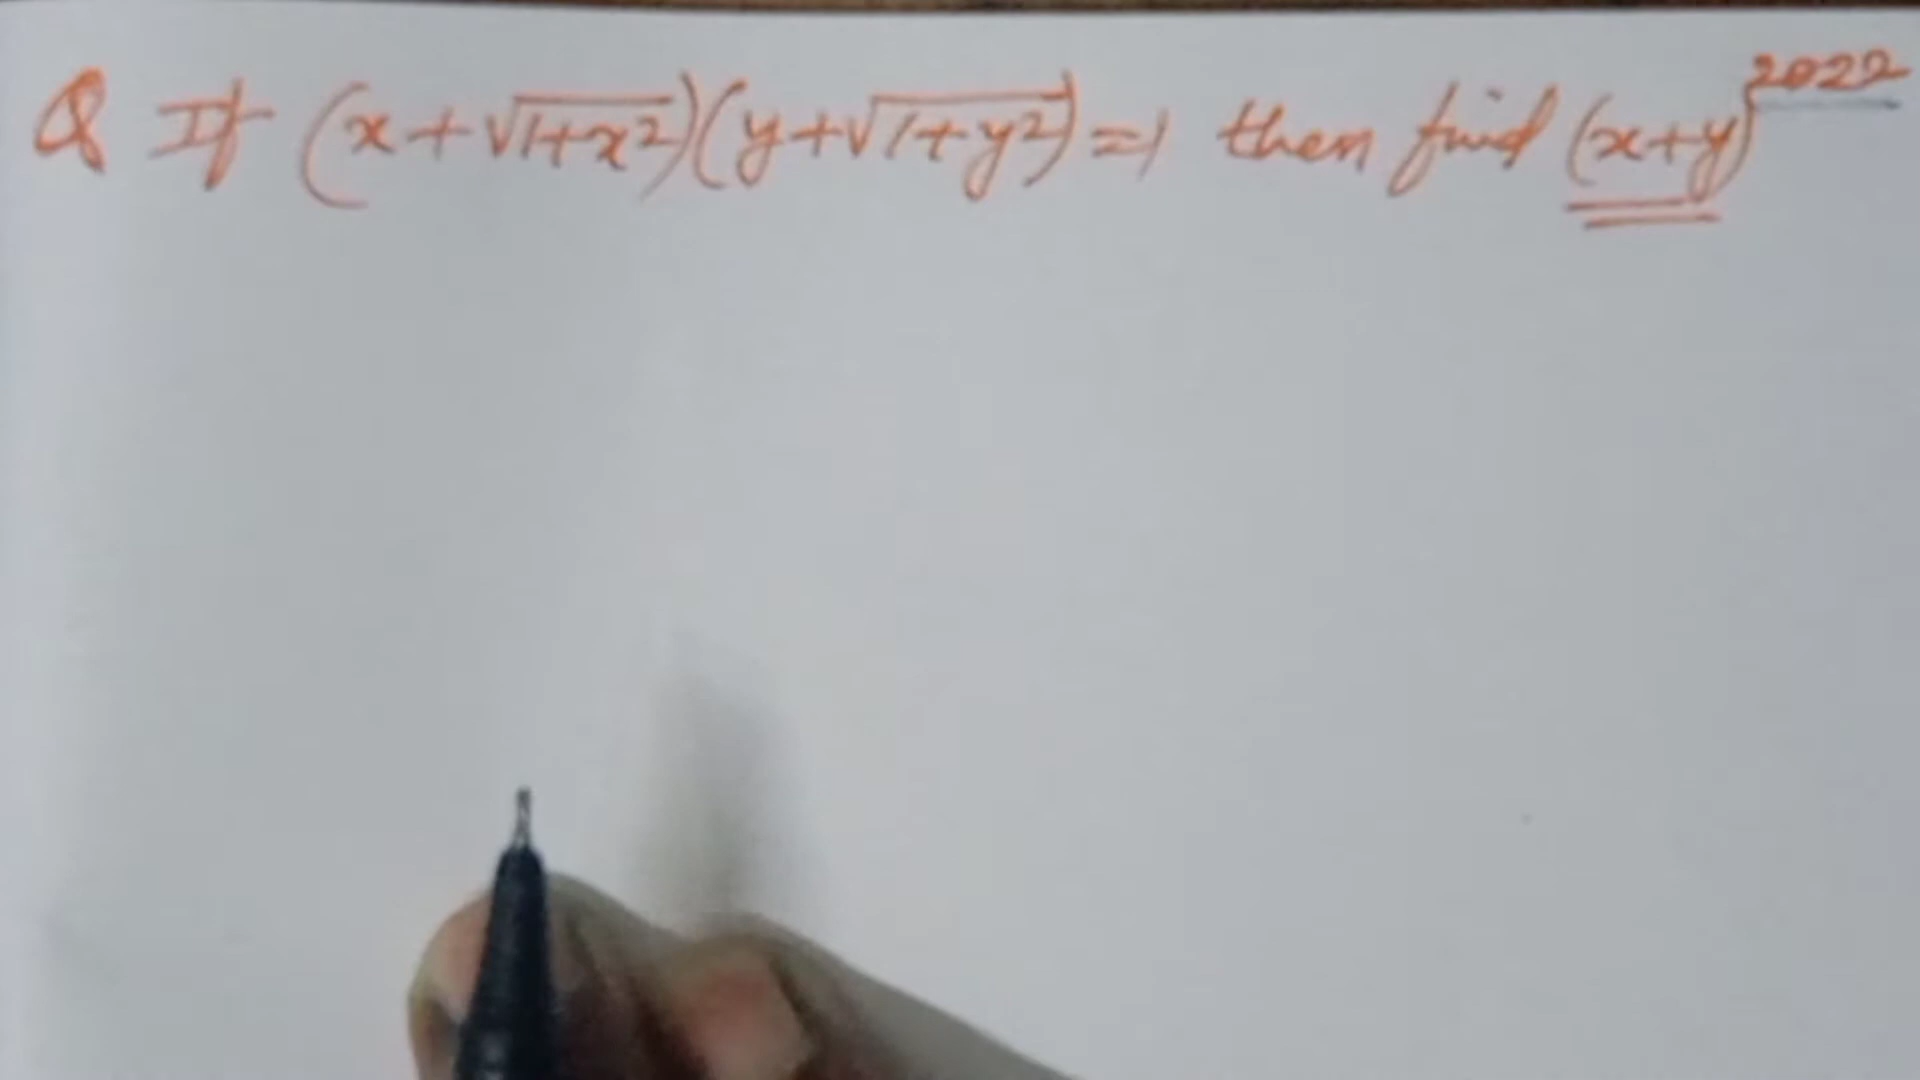 Q If (x+√1+x²)(y+√1+y²)=1 then find (x+y)²⁰²²